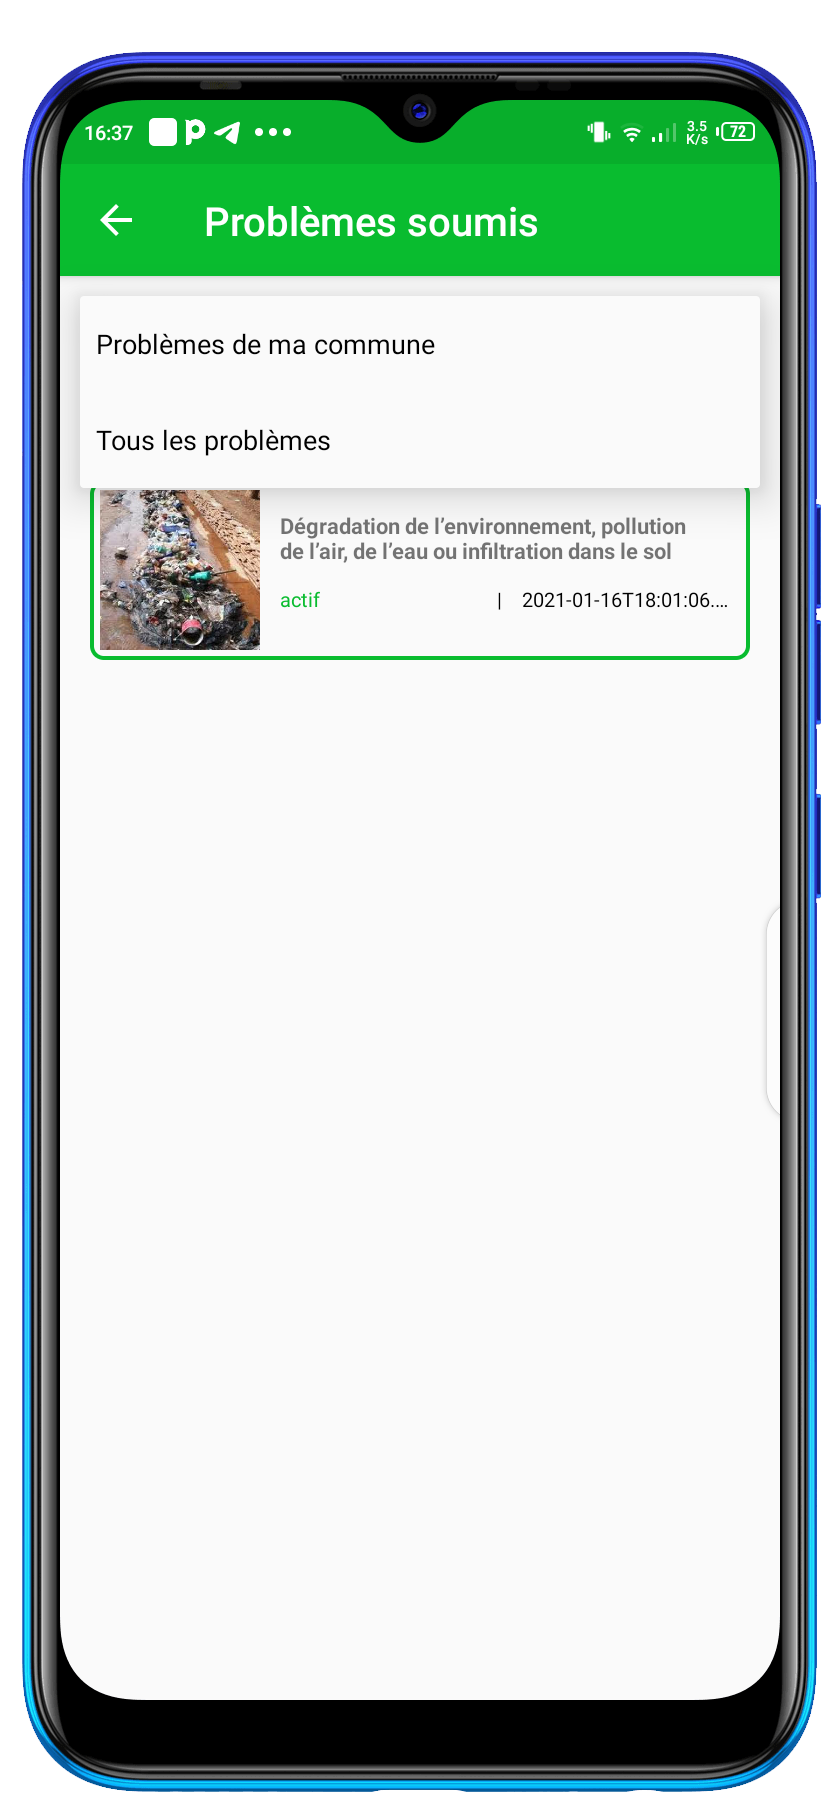 16:37
3.5
K/s
72
Problèmes soumis
Problèmes de ma commune
Tous les problèmes
Dégradation de l’environnement, pollution
de l’air, de l’eau ou infiltration dans le sol
actif | 2021-01-16T18:01:06....